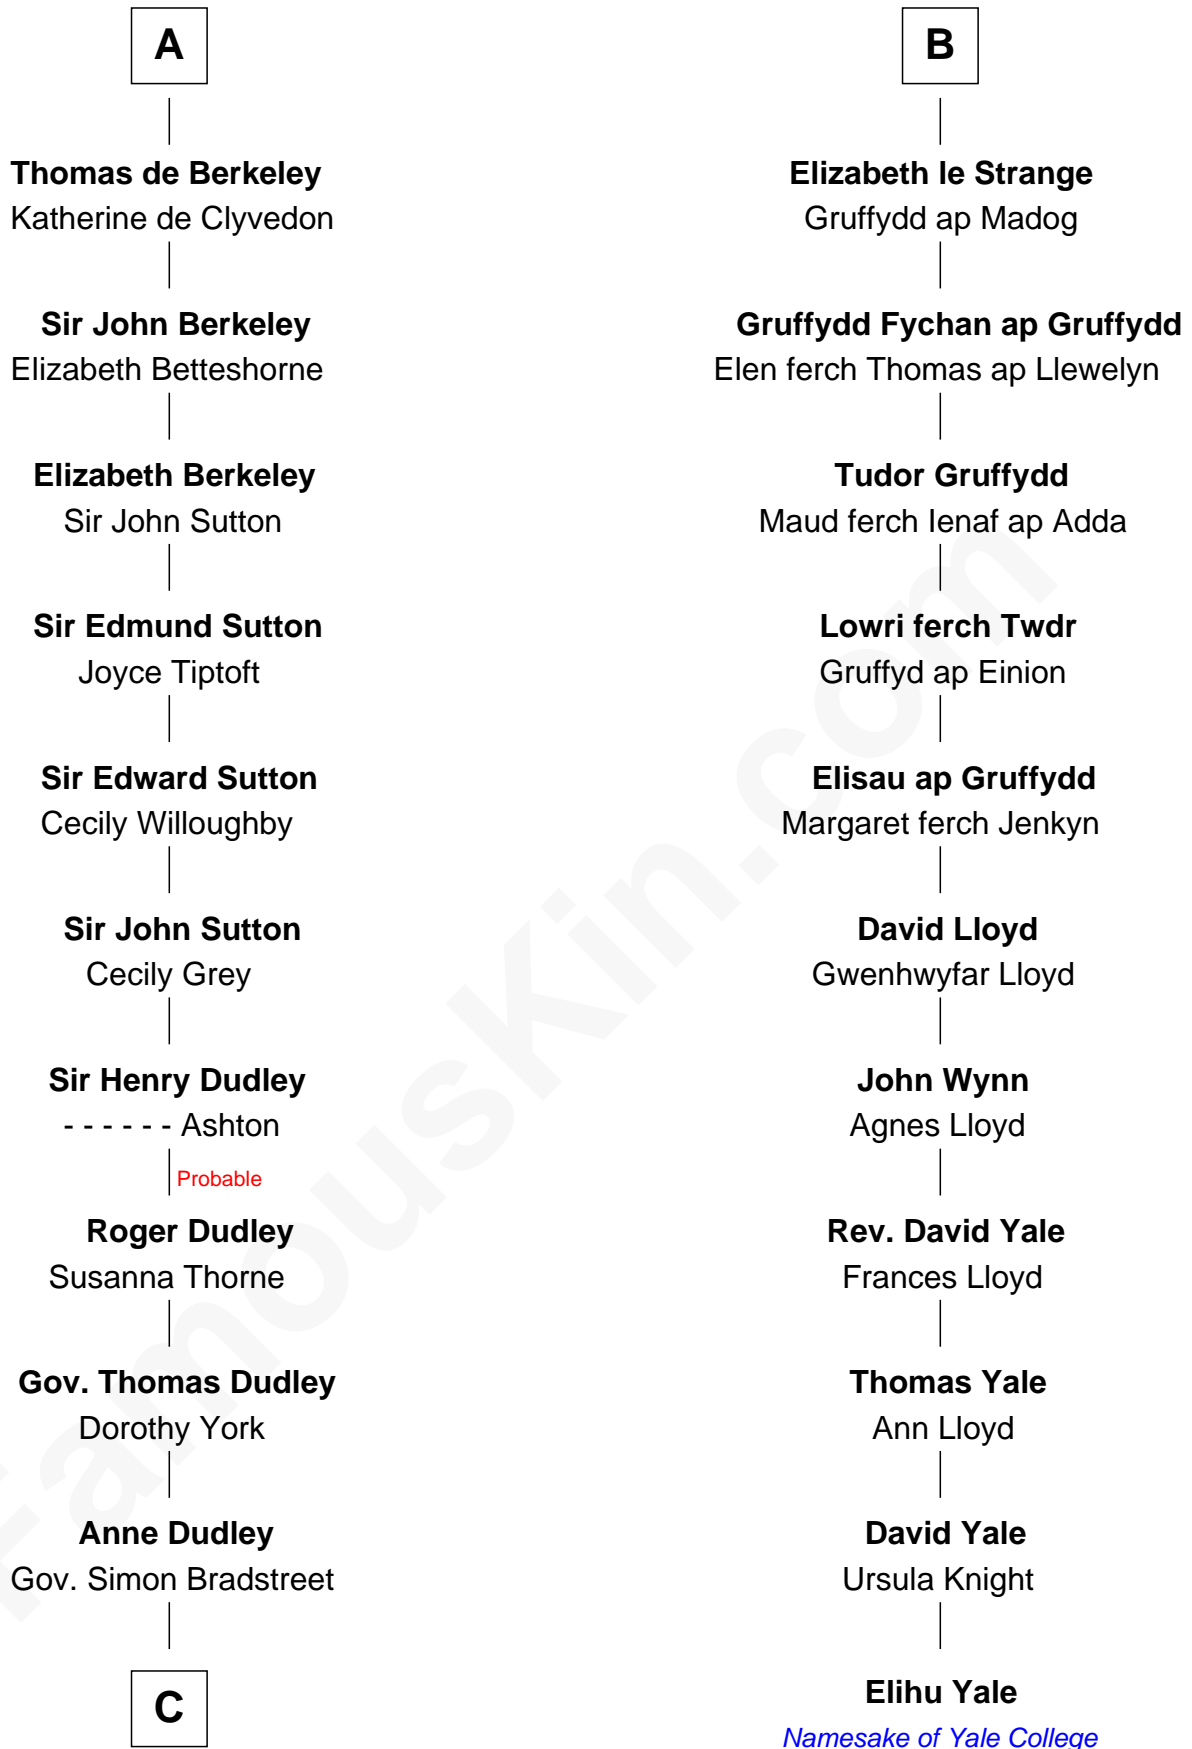 A
Thomas de Berkeley
Katherine de Clyvedon
Sir John Berkeley
Elizabeth Betteshorne
Elizabeth Berkeley
Sir John Sutton
Sir Edmund Sutton
Joyce Tiptoft
Sir Edward Sutton
Cecily Willoughby
Sir John Sutton
Cecily Grey
Sir Henry Dudley
- - - - - - Ashton
Probable
Roger Dudley
Susanna Thorne
Gov. Thomas Dudley
Dorothy York
Anne Dudley
Gov. Simon Bradstreet
C
B
Elizabeth le Strange
Gruffydd ap Madog
Gruffydd Fychan ap Gruffydd
Elen ferch Thomas ap Llewelyn
Tudor Gruffydd
Maud ferch Ienaf ap Adda
Lowri ferch Twdr
Gruffyd ap Einion
Elisau ap Gruffydd
Margaret ferch Jenkyn
David Lloyd
Gwenhwyfar Lloyd
John Wynn
Agnes Lloyd
Rev. David Yale
Frances Lloyd
Thomas Yale
Ann Lloyd
David Yale
Ursula Knight
Elihu Yale
Namesake of Yale College
FamousKin.com